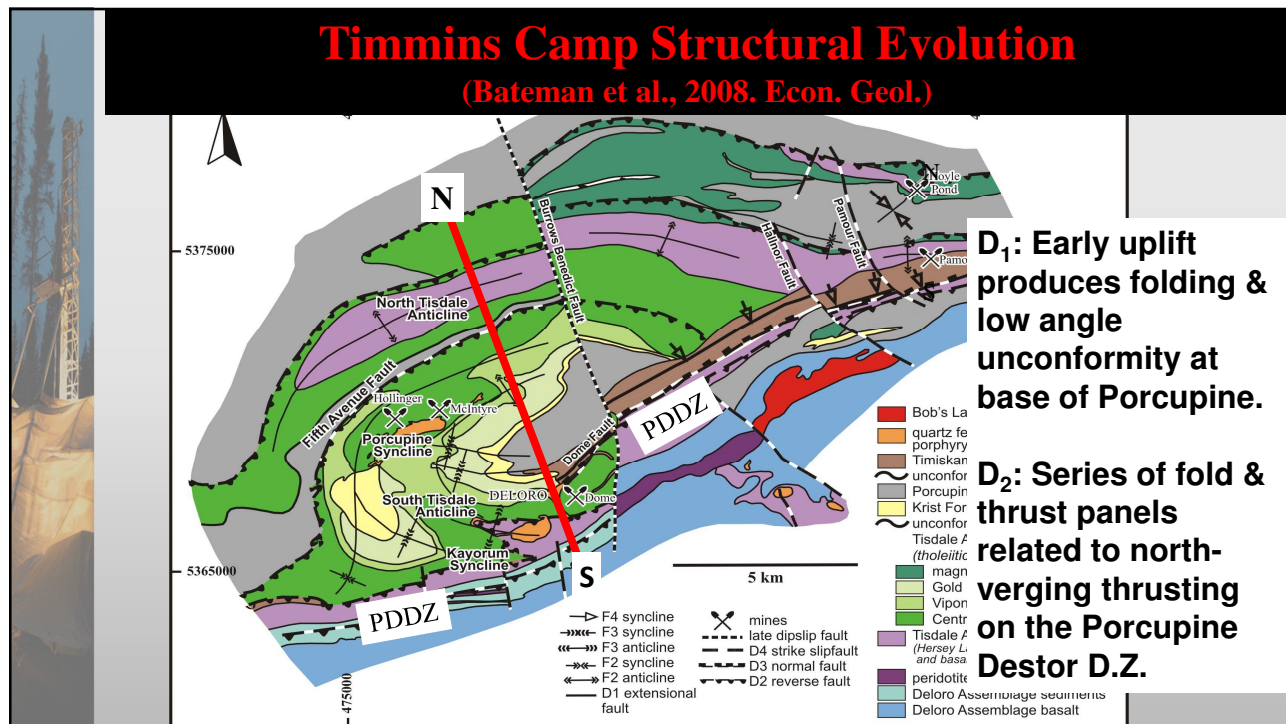 Timmins Camp Structural Evolution
(Bateman et al., 2008. Econ. Geol.)
N
N
5375000
Burrows Benedict Fault
Hallnor Fault
Pamour Fault
Pond
North Tisdale
Anticline
Fifth Avenue Fault
Hollinger
McIntyre
Porcupine
Syncline
Dome Fault
PDDZ
DELORO
Dome
South Tisdale
Anticline
Kayorum
Syncline
S
5365000
PDDZ
475000
5 km
D1: Early uplift
produces folding &
low angle
unconformity at
base of Porcupine.
D2: Series of fold &
thrust panels
related to north-
verging thrusting
on the Porcupine
Destor D.Z.
F4 syncline
F3 syncline
F3 anticline
F2 syncline
F2 anticline
D1 extensional
fault
mines
late dipslip fault
D4 strike slipfault
D3 normal fault
D2 reverse fault
Bob's La
quartz fe
porphyry
Timiskam
unconfor
Porcupin
Krist For
unconfor
Tisdale A
(tholeiitic
magn
Gold
Vipon
Centr
Tisdale A
(Hersey La
and basal
peridotite
Deloro Assemblage sediments
Deloro Assemblage basalt